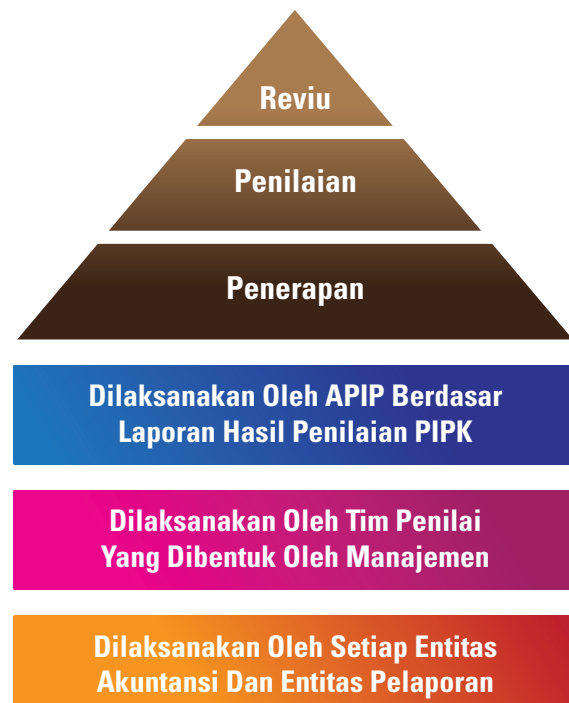 Reviu
Penilaian
Penerapan
Dilaksanakan Oleh APIP Berdasar
Laporan Hasil Penilaian PIPK
Dilaksanakan Oleh Tim Penilai
Yang Dibentuk Oleh Manajemen
Dilaksanakan Oleh Setiap Entitas
Akuntansi Dan Entitas Pelaporan